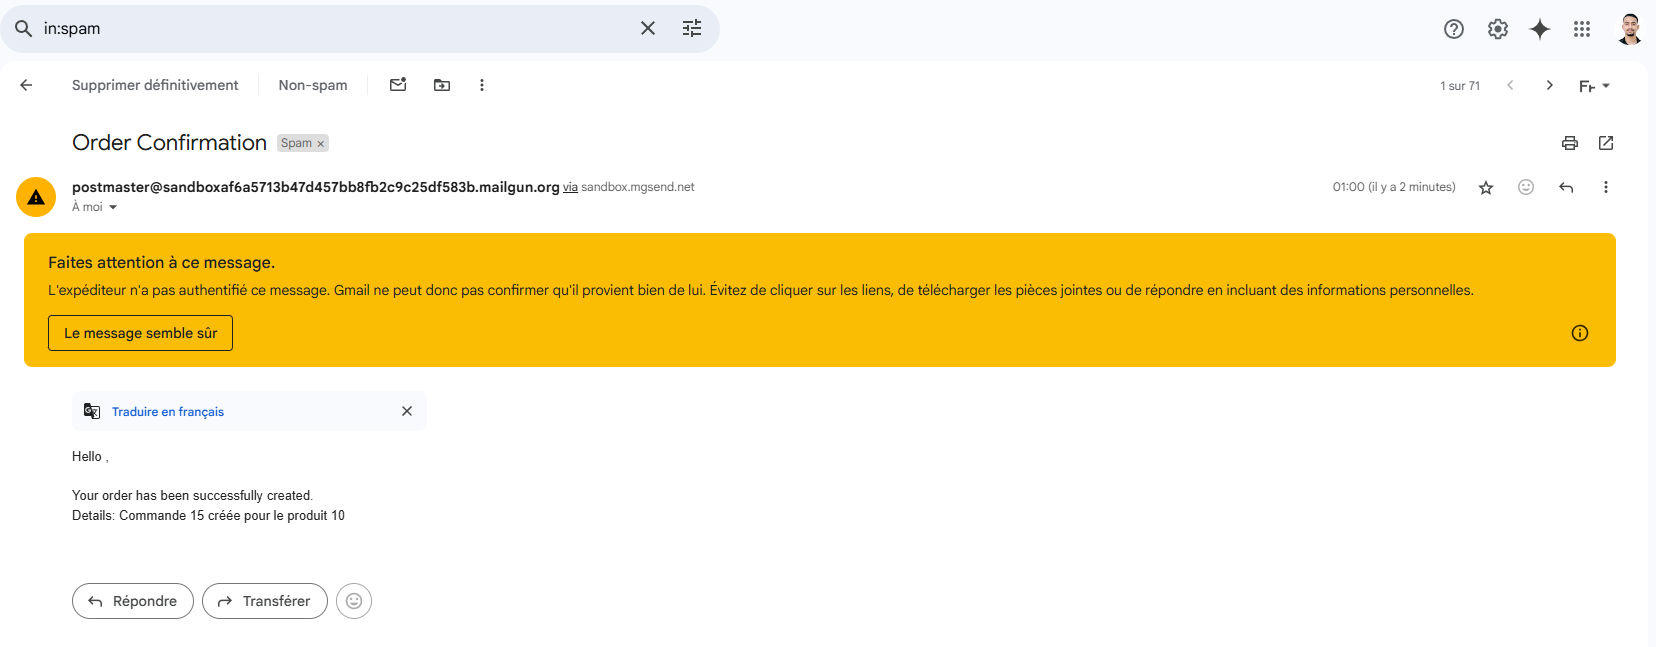 in:spam
Supprimer définitivement
Non-spam
1 sur 71
Fr
Order Confirmation
Spam ×
postmaster@sandboxaf6a5713b47d457bb8fb2c9c25df583b.mailgun.org via sandbox.mgsend.net
01:00 (il y a 2 minutes)
À moi
Faites attention à ce message.
L'expéditeur n'a pas authentifié ce message. Gmail ne peut donc pas confirmer qu'il provient bien de lui. Évitez de cliquer sur les liens, de télécharger les pièces jointes ou de répondre en incluant des informations personnelles.
Le message semble sûr
Traduire en français
Hello ,
Your order has been successfully created.
Details: Commande 15 créée pour le produit 10
Répondre
Transférer